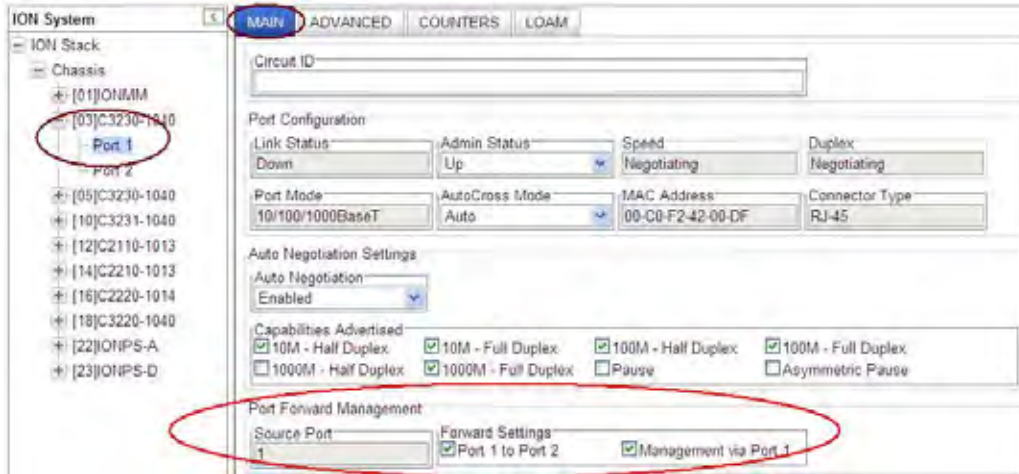 ION System
ION Stack
Chassis
[01]IONMM
[03]C3230-1040
Port 1
Port 2
[05]C3230-1040
[10]C3231-1040
[12]C2110-1013
[14]C2210-1013
[16]C2220-1014
[18]C3220-1040
[22]IONPS-A
[23]IONPS-D
MAIN ADVANCED COUNTERS LOAM
Circuit ID
Port Configuration
Link Status Admin Status Speed Duplex
Down Up Negotiating Negotiating
Port Mode AutoCross Mode MAC Address Connector Type
10/100/1000BaseT Auto 00-C0-F2-42-00-DF RJ-45
Auto Negotiation Settings
Auto Negotiation
Enabled
Capabilities Advertised
10M - Half Duplex 10M - Full Duplex 100M - Half Duplex 100M - Full Duplex
1000M - Half Duplex 1000M - Full Duplex Pause Asymmetric Pause
Port Forward Management
Source Port Forward Settings
1 Port 1 to Port 2 Management via Port 1